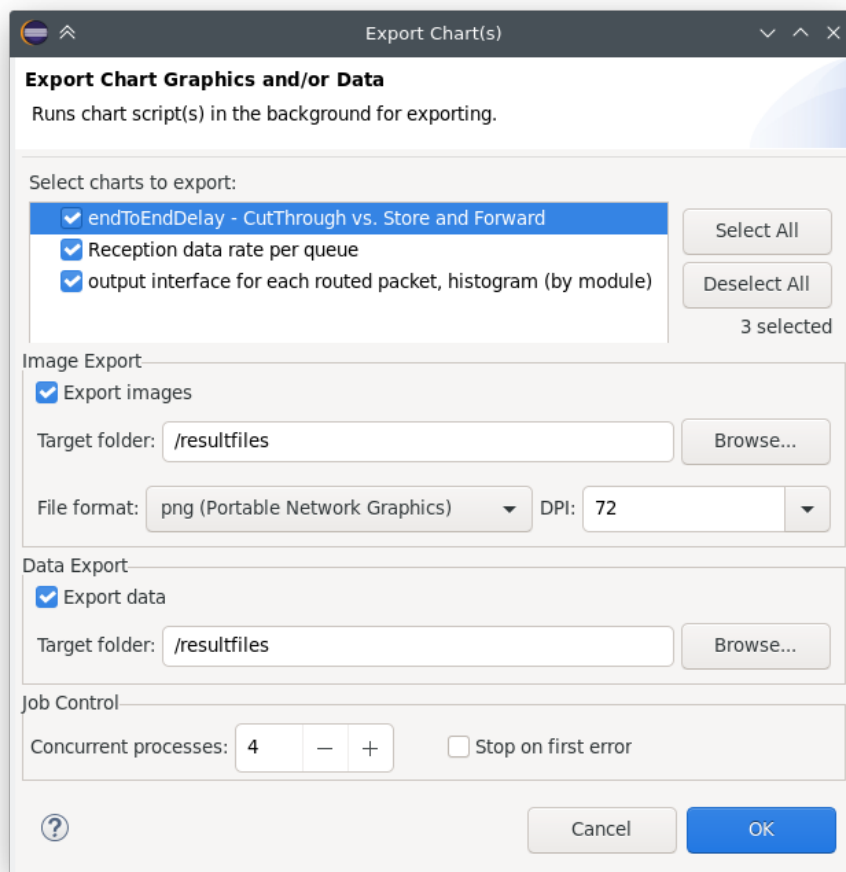 Export Chart(s)
Export Chart Graphics and/or Data
Runs chart script(s) in the background for exporting.
Select charts to export:
endToEndDelay - CutThrough vs. Store and Forward
Reception data rate per queue
output interface for each routed packet, histogram (by module)
Select All
Deselect All
3 selected
Image Export
Export images
Target folder: /resultfiles Browse...
File format: png (Portable Network Graphics) DPI: 72
Data Export
Export data
Target folder: /resultfiles Browse...
Job Control
Concurrent processes: 4 − + Stop on first error
? Cancel OK